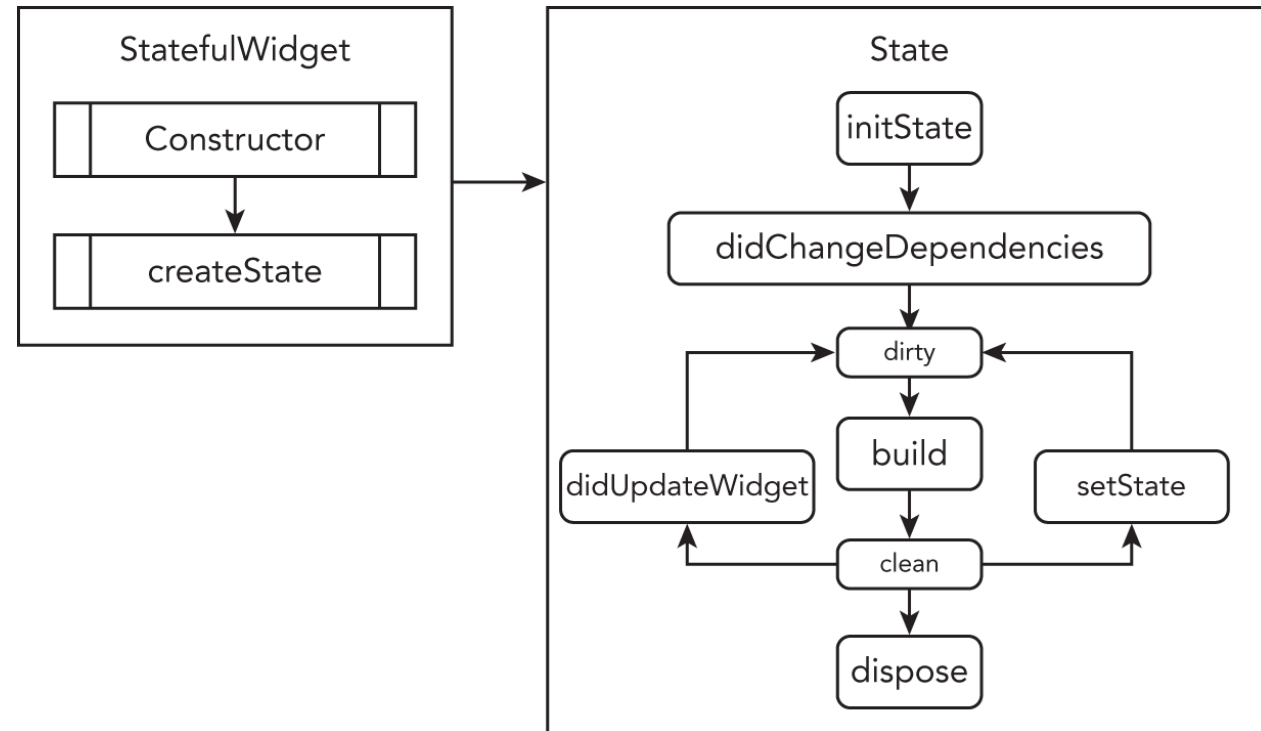 StatefulWidget
Constructor
createState
State
initState
didChangeDependencies
dirty
build
didUpdateWidget
setState
clean
dispose